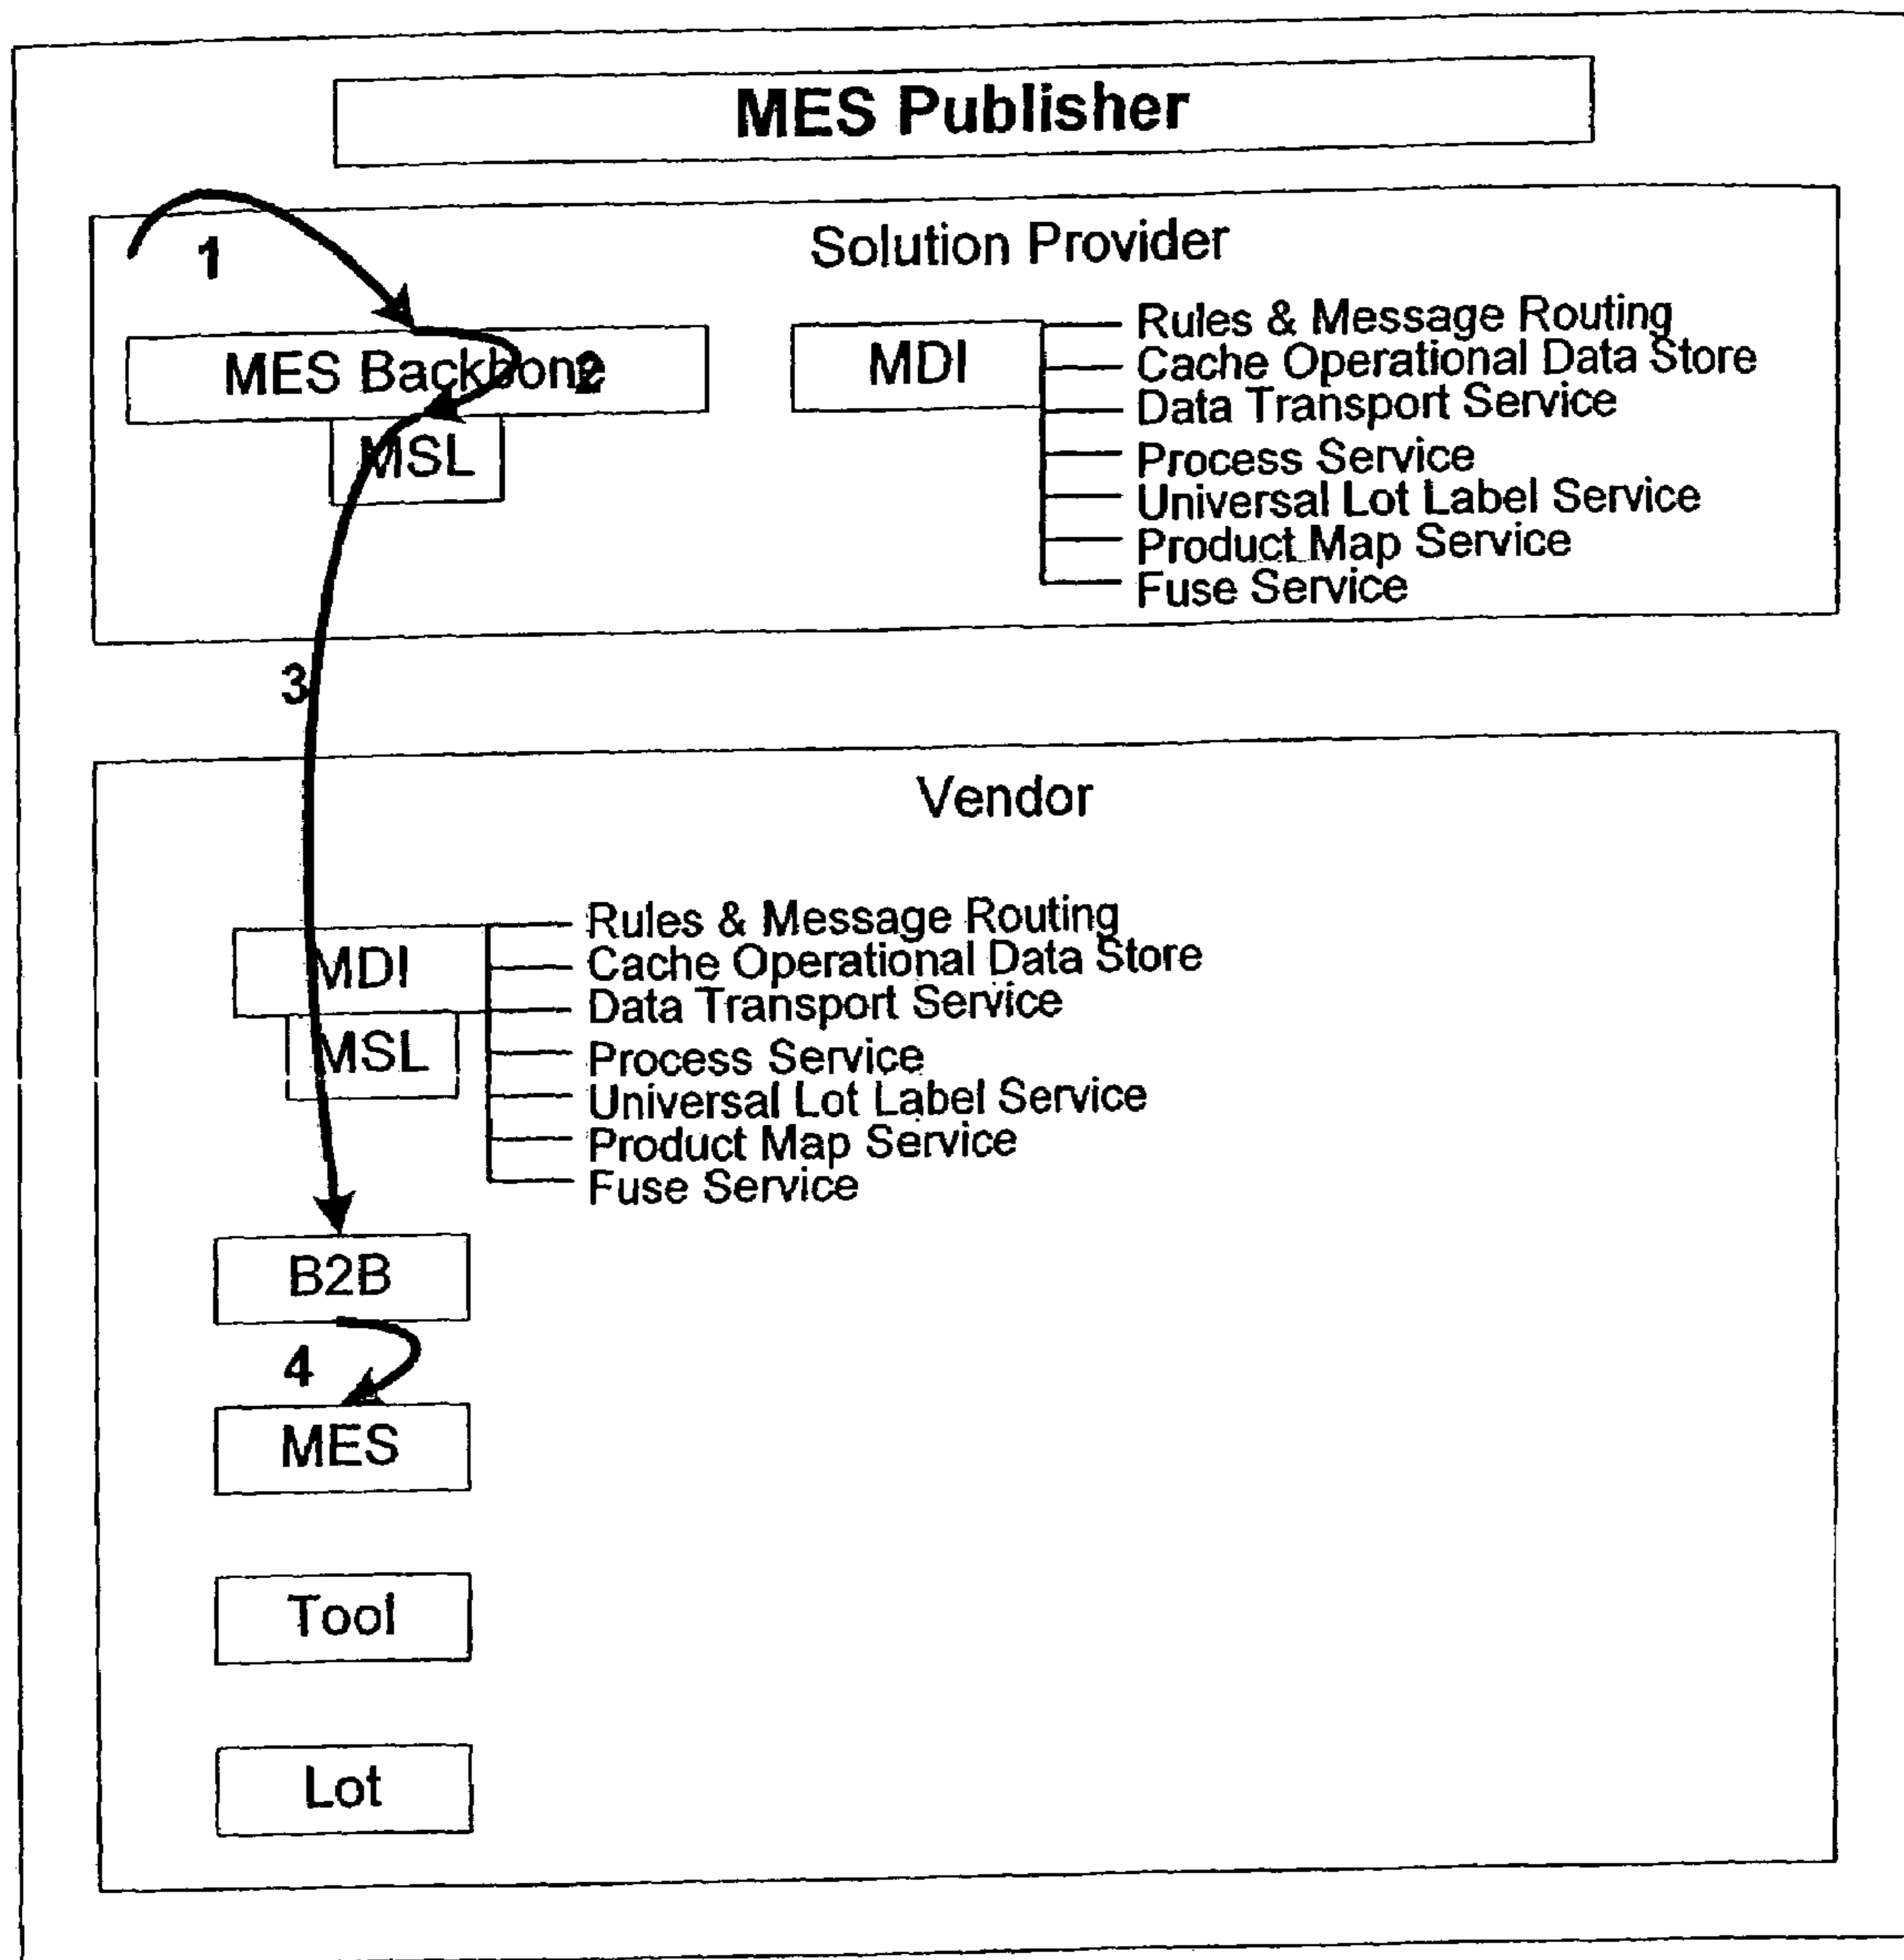 MES Publisher
Solution Provider
1
MES Backbone
2
MSL
MDI
Rules & Message Routing
Cache Operational Data Store
Data Transport Service
Process Service
Universal Lot Label Service
Product Map Service
Fuse Service
3
Vendor
MDI
MSL
Rules & Message Routing
Cache Operational Data Store
Data Transport Service
Process Service
Universal Lot Label Service
Product Map Service
Fuse Service
B2B
4
MES
Tool
Lot